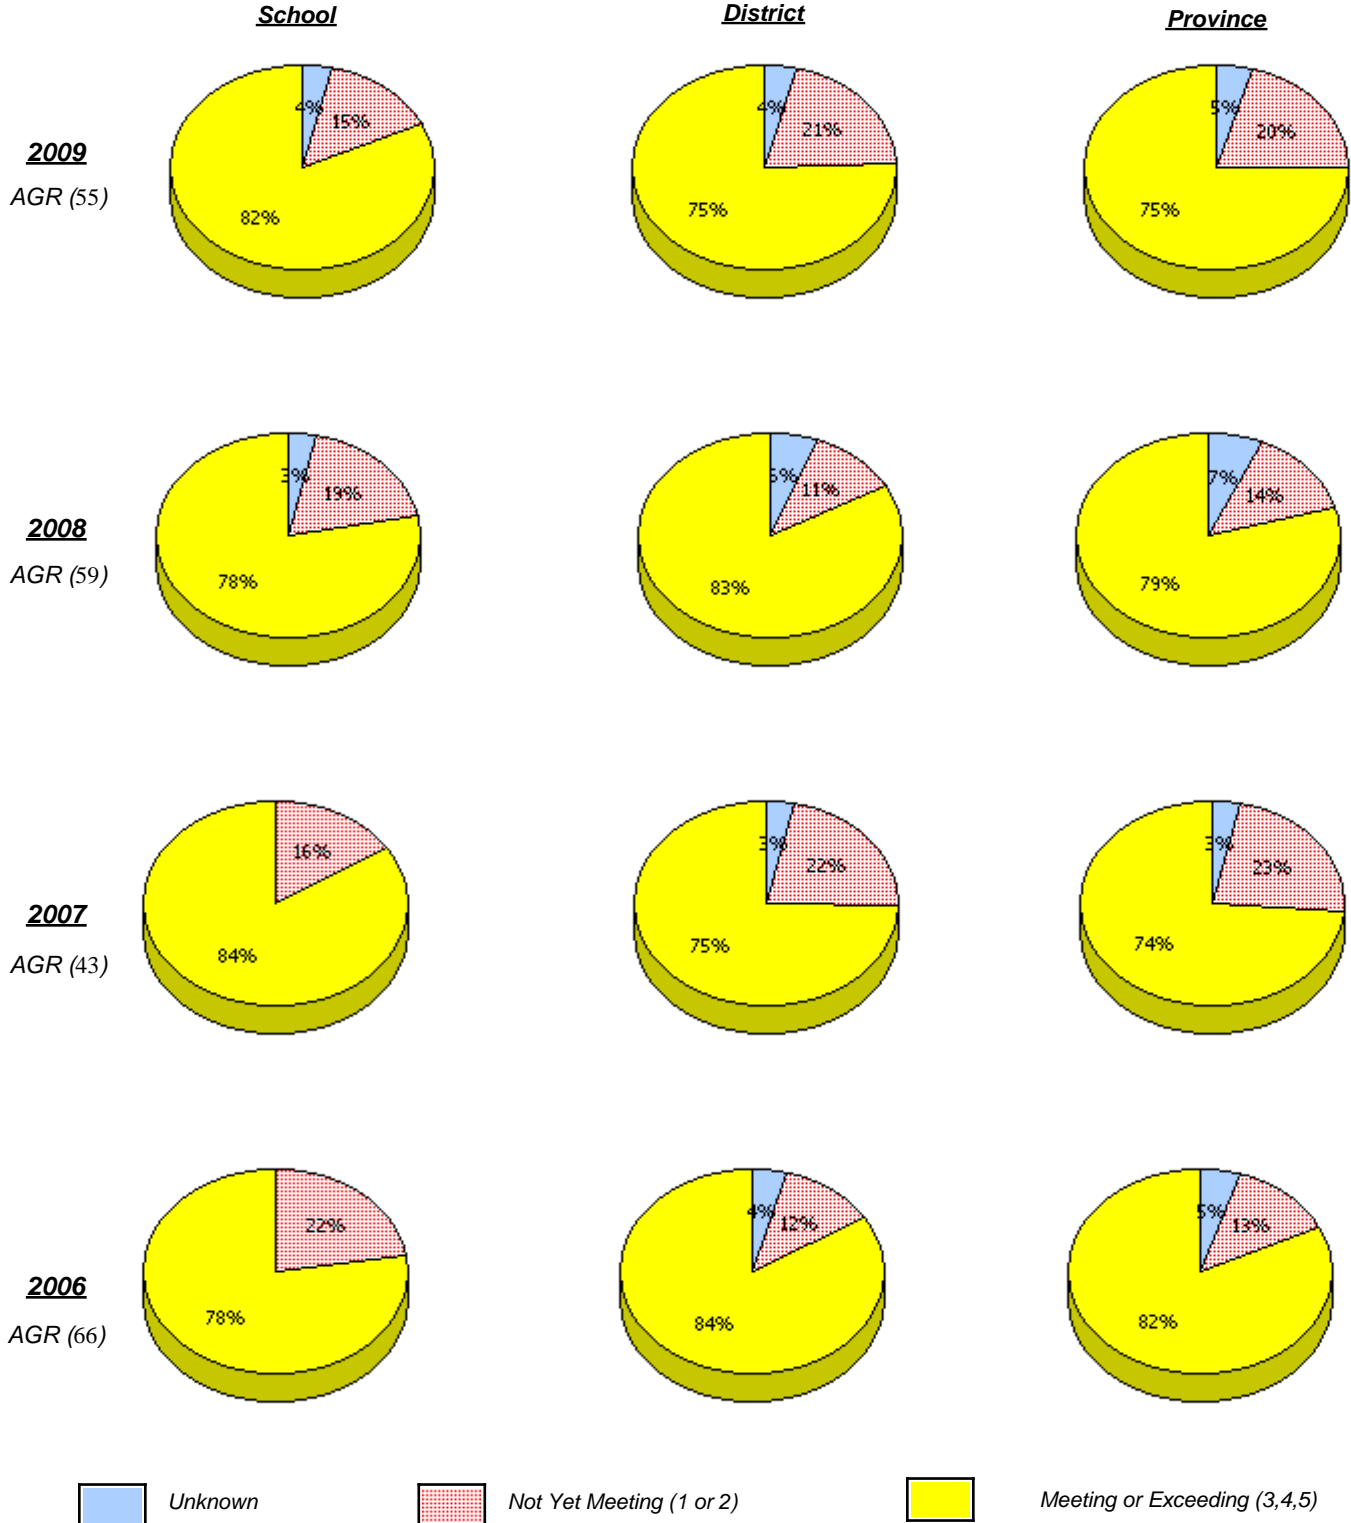 School District Province
4% 15% 82%
4% 21% 75%
5% 20% 75%
2009
AGR (55)
3% 19% 78%
11% 83%
7% 14% 79%
2008
AGR (59)
16% 84%
3% 22% 75%
3% 23% 74%
2007
AGR (43)
22% 78%
4% 12% 84%
5% 13% 82%
2006
AGR (66)
Unknown Not Yet Meeting (1 or 2) Meeting or Exceeding (3,4,5)